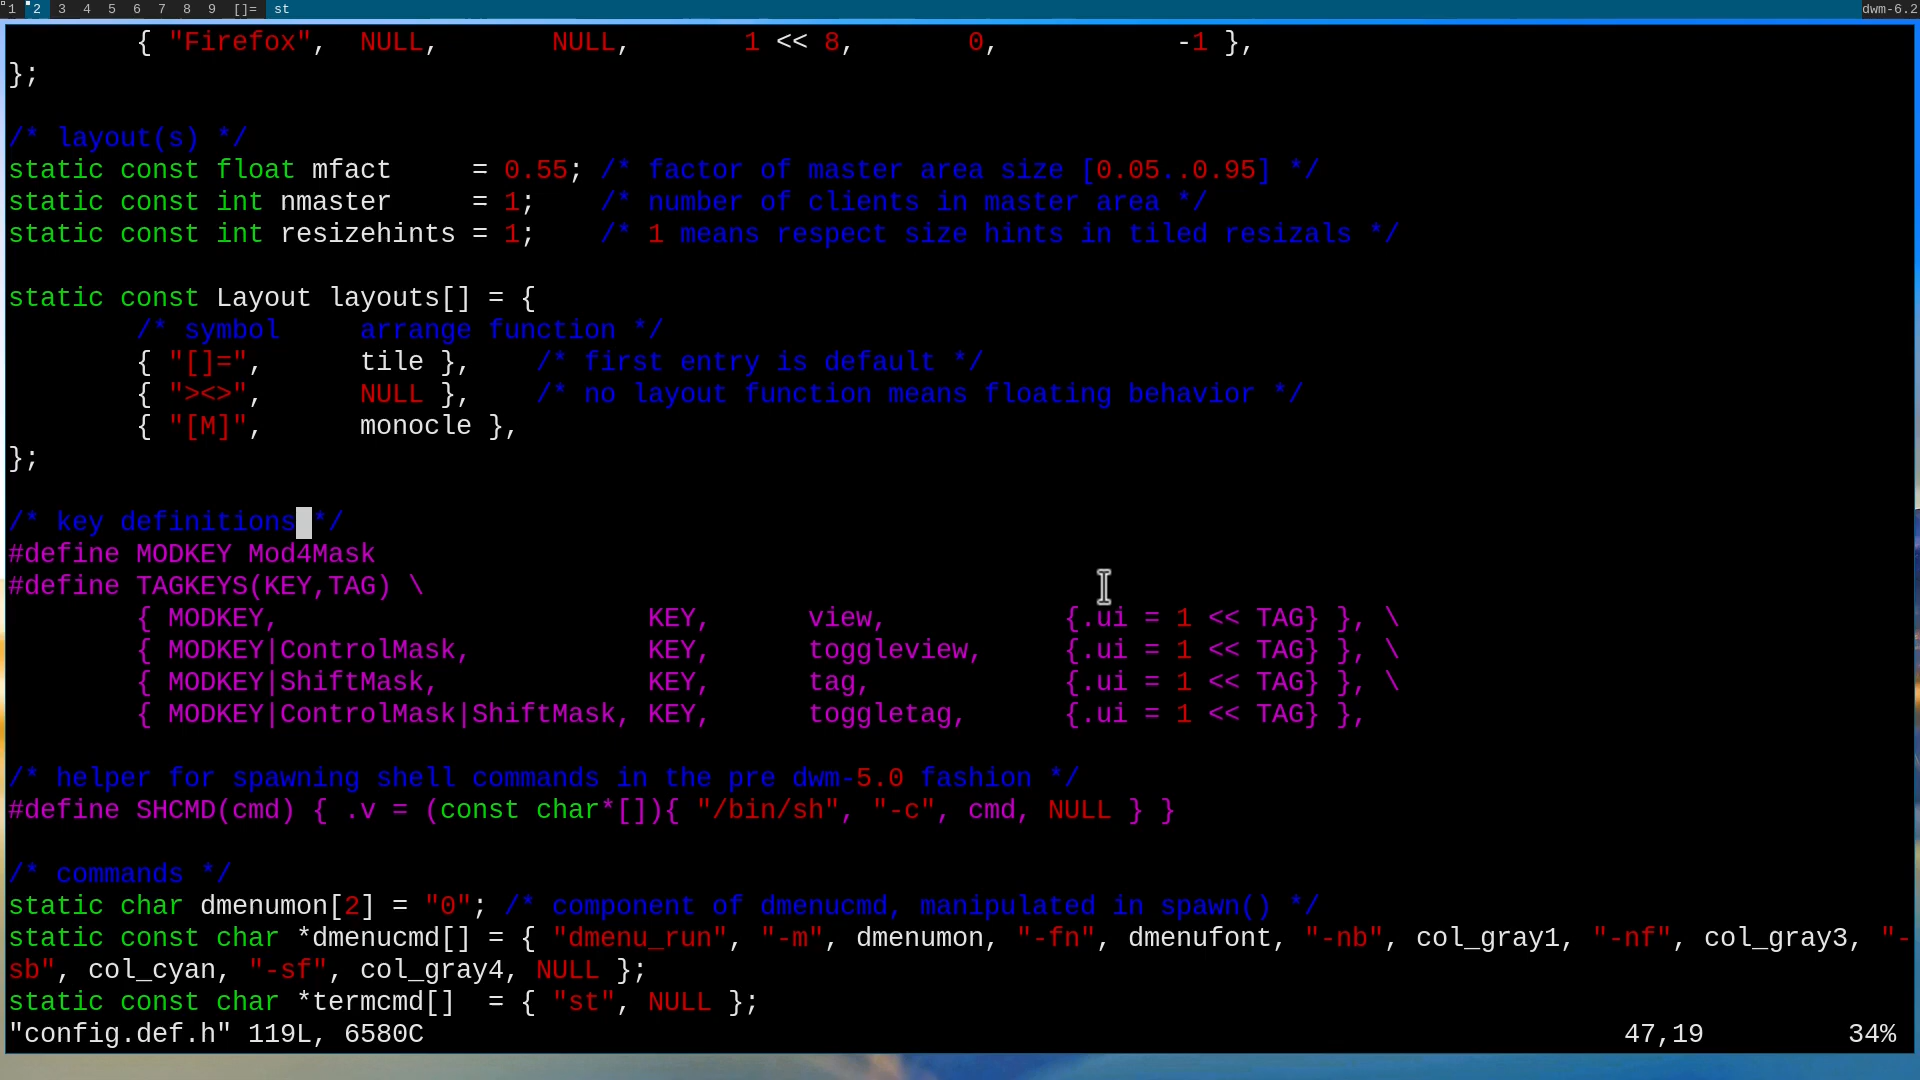 1 2 3 4 5 6 7 8 9 []= st dwm-6.2
{ "Firefox", NULL, NULL, 1 << 8, 0, -1 },
};
/* layout(s) */
static const float mfact = 0.55; /* factor of master area size [0.05..0.95] */
static const int nmaster = 1; /* number of clients in master area */
static const int resizehints = 1; /* 1 means respect size hints in tiled resizals */
static const Layout layouts[] = {
/* symbol arrange function */
{ "[]=", tile }, /* first entry is default */
{ "><>", NULL }, /* no layout function means floating behavior */
{ "[M]", monocle },
};
/* key definitions */
#define MODKEY Mod4Mask
#define TAGKEYS(KEY,TAG) \
{ MODKEY, KEY, view, {.ui = 1 << TAG} }, \
{ MODKEY|ControlMask, KEY, toggleview, {.ui = 1 << TAG} }, \
{ MODKEY|ShiftMask, KEY, tag, {.ui = 1 << TAG} }, \
{ MODKEY|ControlMask|ShiftMask, KEY, toggletag, {.ui = 1 << TAG} },
/* helper for spawning shell commands in the pre dwm-5.0 fashion */
#define SHCMD(cmd) { .v = (const char*[]){ "/bin/sh", "-c", cmd, NULL } }
/* commands */
static char dmenumon[2] = "0"; /* component of dmenucmd, manipulated in spawn() */
static const char *dmenucmd[] = { "dmenu_run", "-m", dmenumon, "-fn", dmenufont, "-nb", col_gray1, "-nf", col_gray3, "-
sb", col_cyan, "-sf", col_gray4, NULL };
static const char *termcmd[] = { "st", NULL };
"config.def.h" 119L, 6580C 47,19 34%